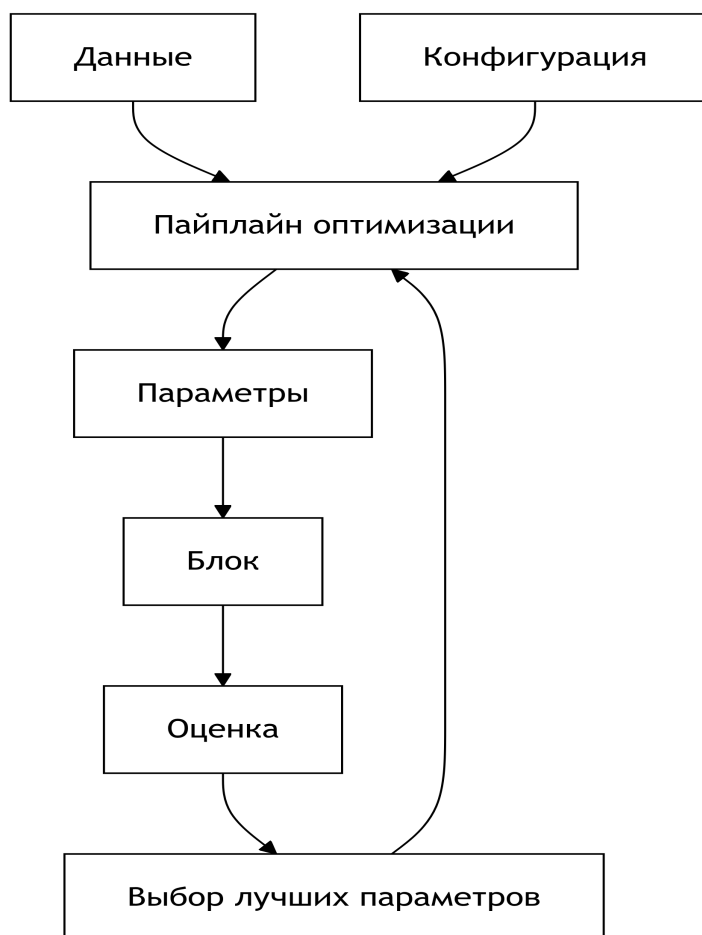 Данные
Конфигурация
Пайплайн оптимизации
Параметры
Блок
Оценка
Выбор лучших параметров